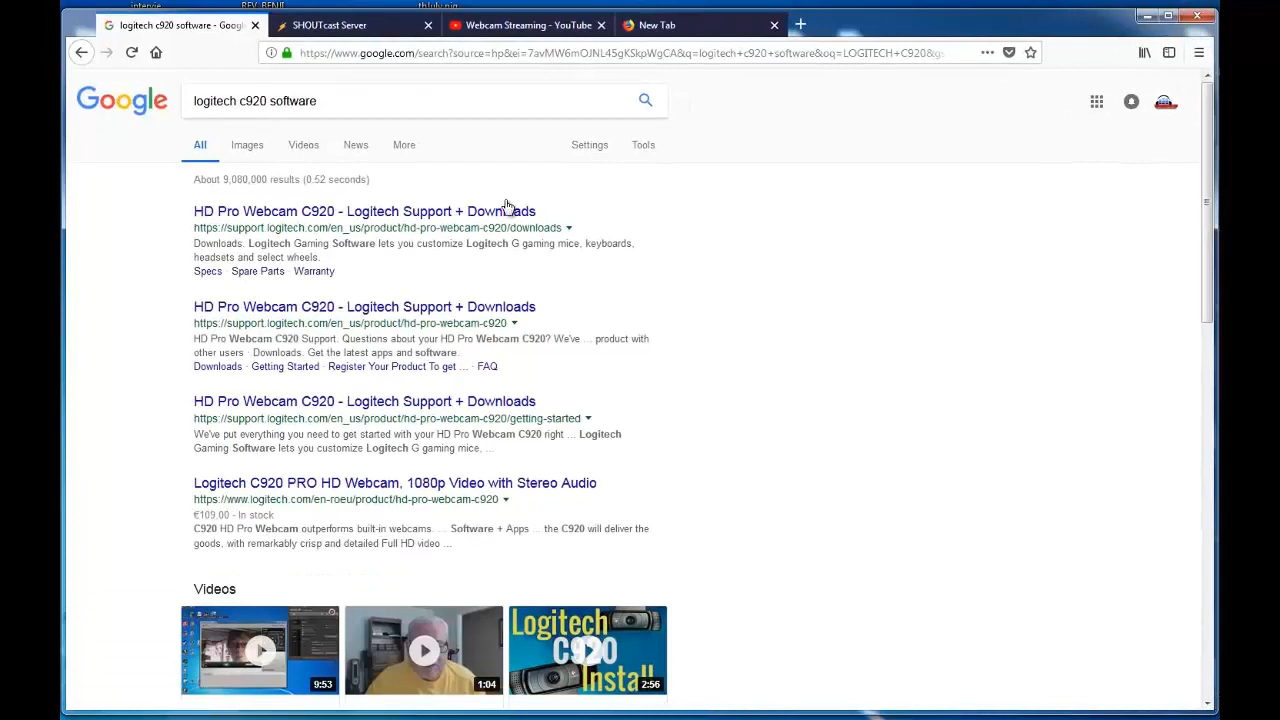 intervie
REV. BENJI
logitech c920 software - Googl
SHOUTcast Server
Webcam Streaming - YouTube
New Tab
https://www.google.com/search?source=hp&ei=7avMW6mOJNL45gKSkpWgCA&q=logitech+c920+software&oq=LOGITECH+C920&gs
Google
logitech c920 software
All
Images
Videos
News
More
Settings
Tools
About 9,080,000 results (0.52 seconds)
HD Pro Webcam C920 - Logitech Support + Downloads
https://support.logitech.com/en_us/product/hd-pro-webcam-c920/downloads
Downloads. Logitech Gaming Software lets you customize Logitech G gaming mice, keyboards,
headsets and select wheels.
Specs · Spare Parts · Warranty
HD Pro Webcam C920 - Logitech Support + Downloads
https://support.logitech.com/en_us/product/hd-pro-webcam-c920
HD Pro Webcam C920 Support. Questions about your HD Pro Webcam C920? We've ... product with
other users · Downloads. Get the latest apps and software.
Downloads · Getting Started · Register Your Product To get ... · FAQ
HD Pro Webcam C920 - Logitech Support + Downloads
https://support.logitech.com/en_us/product/hd-pro-webcam-c920/getting-started
We've put everything you need to get started with your HD Pro Webcam C920 right ... Logitech
Gaming Software lets you customize Logitech G gaming mice, ...
Logitech C920 PRO HD Webcam, 1080p Video with Stereo Audio
https://www.logitech.com/en-roeu/product/hd-pro-webcam-c920
€109,00 - In stock
C920 HD Pro Webcam outperforms built-in webcams. ... Software + Apps ... the C920 will deliver the
goods, with remarkably crisp and detailed Full HD video ...
Videos
9:53
1:04
Logitech
C920
Install
2:56